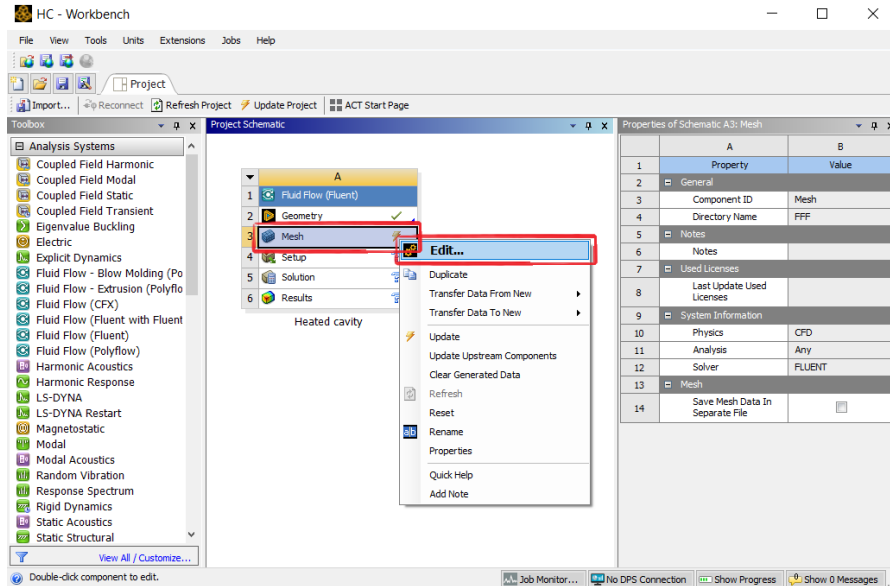 HC - Workbench
File View Tools Units Extensions Jobs Help
Project
Import... Reconnect Refresh Project Update Project ACT Start Page
Toolbox
Analysis Systems
Coupled Field Harmonic
Coupled Field Modal
Coupled Field Static
Coupled Field Transient
Eigenvalue Buckling
Electric
Explicit Dynamics
Fluid Flow - Blow Molding (Po
Fluid Flow - Extrusion (Polyflo
Fluid Flow (CFX)
Fluid Flow (Fluent with Fluent
Fluid Flow (Fluent)
Fluid Flow (Polyflow)
Harmonic Acoustics
Harmonic Response
LS-DYNA
LS-DYNA Restart
Magnetostatic
Modal
Modal Acoustics
Random Vibration
Response Spectrum
Rigid Dynamics
Static Acoustics
Static Structural
View All / Customize...
Project Schematic
A
1 Fluid Flow (Fluent)
2 Geometry
3 Mesh
4 Setup
5 Solution
6 Results
Heated cavity
Edit...
Duplicate
Transfer Data From New
Transfer Data To New
Update
Update Upstream Components
Clear Generated Data
Refresh
Reset
a|b Rename
Properties
Quick Help
Add Note
Properties of Schematic A3: Mesh
A B
1 Property Value
2 General
3 Component ID Mesh
4 Directory Name FFF
5 Notes
6 Notes
7 Used Licenses
8 Last Update Used
Licenses
9 System Information
10 Physics CFD
11 Analysis Any
12 Solver FLUENT
13 Mesh
14 Save Mesh Data In
Separate File
Double-click component to edit.
Job Monitor... No DPS Connection Show Progress Show 0 Messages